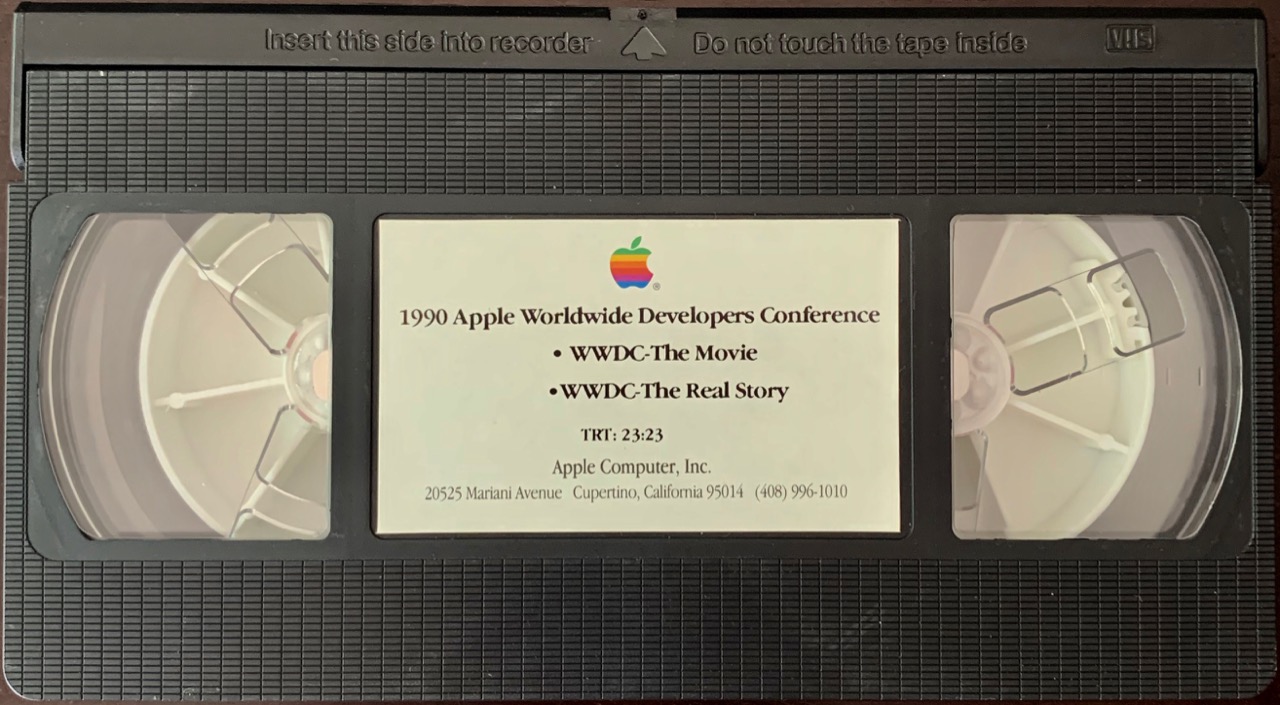 Insert this side into recorder Do not touch the tape inside VHS
1990 Apple Worldwide Developers Conference
• WWDC-The Movie
•WWDC-The Real Story
TRT: 23:23
Apple Computer, Inc.
20525 Mariani Avenue Cupertino, California 95014 (408) 996-1010